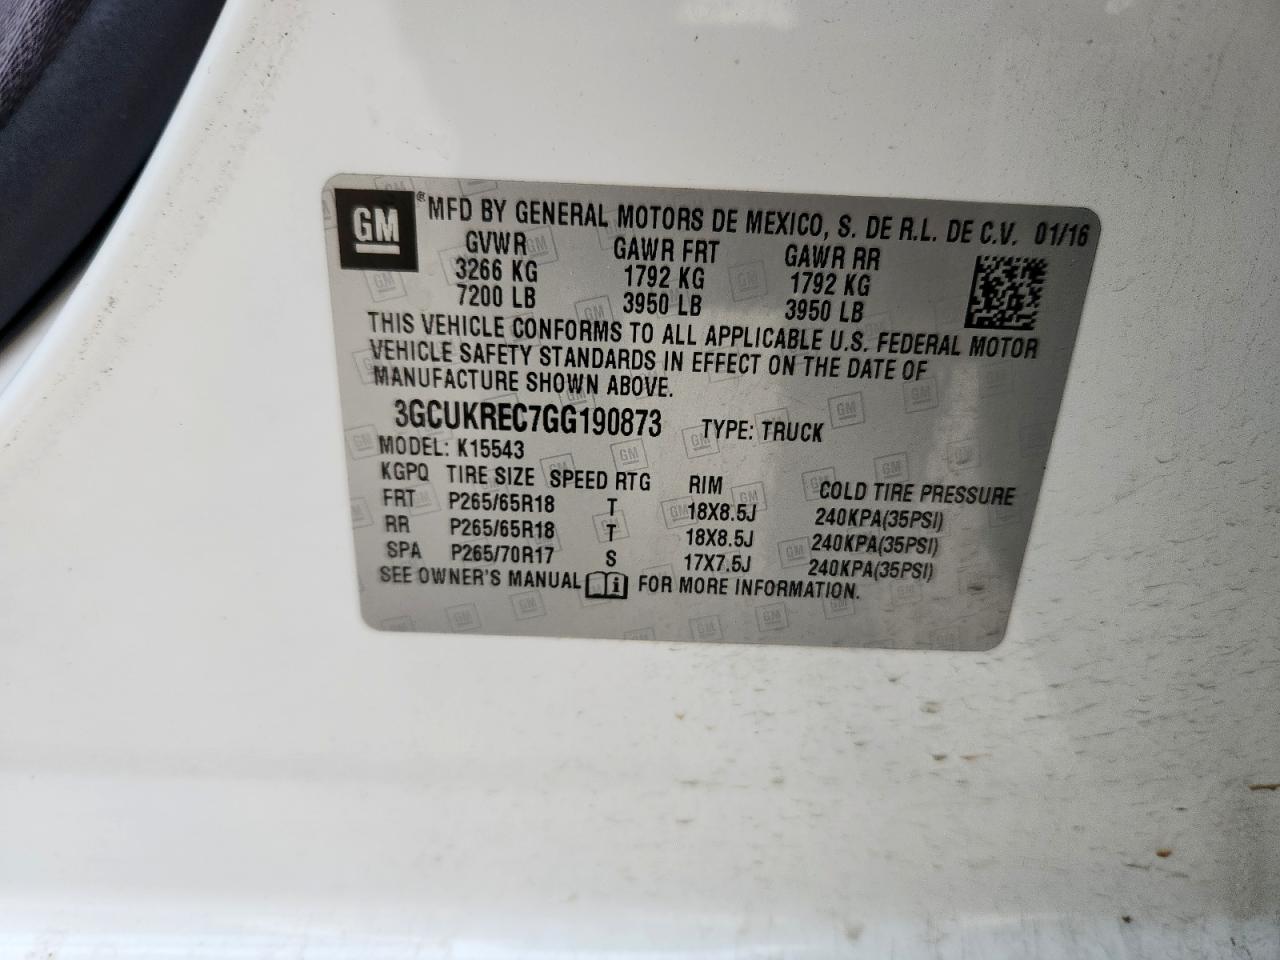 GM ® MFD BY GENERAL MOTORS DE MEXICO, S. DE R.L. DE C.V. 01/16
GVWR GAWR FRT GAWR RR
3266 KG 1792 KG 1792 KG
7200 LB 3950 LB 3950 LB
THIS VEHICLE CONFORMS TO ALL APPLICABLE U.S. FEDERAL MOTOR
VEHICLE SAFETY STANDARDS IN EFFECT ON THE DATE OF
MANUFACTURE SHOWN ABOVE.
3GCUKREC7GG190873 TYPE: TRUCK
MODEL: K15543
KGPQ TIRE SIZE SPEED RTG RIM COLD TIRE PRESSURE
FRT P265/65R18 T 18X8.5J 240KPA(35PSI)
RR P265/65R18 T 18X8.5J 240KPA(35PSI)
SPA P265/70R17 S 17X7.5J 240KPA(35PSI)
SEE OWNER'S MANUAL i FOR MORE INFORMATION.